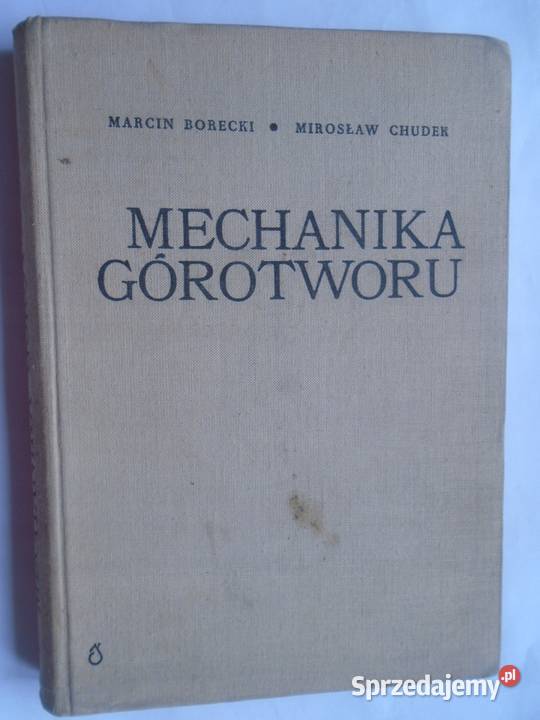 MARCIN BORECKI • MIROSŁAW CHUDEK
MECHANIKA
GÓROTWORU
Sprzedajemy.pl